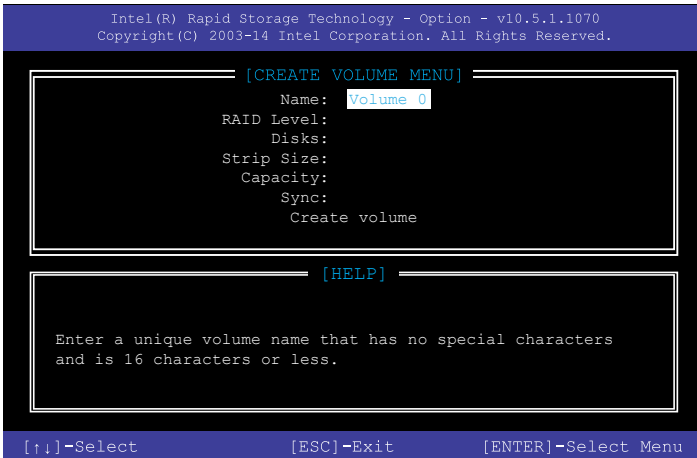 Intel(R) Rapid Storage Technology - Option - v10.5.1.1070
Copyright(C) 2003-14 Intel Corporation. All Rights Reserved.
[CREATE VOLUME MENU]
Name: Volume 0
RAID Level:
Disks:
Strip Size:
Capacity:
Sync:
Create volume
[HELP]
Enter a unique volume name that has no special characters
and is 16 characters or less.
[↑↓]-Select [ESC]-Exit [ENTER]-Select Menu